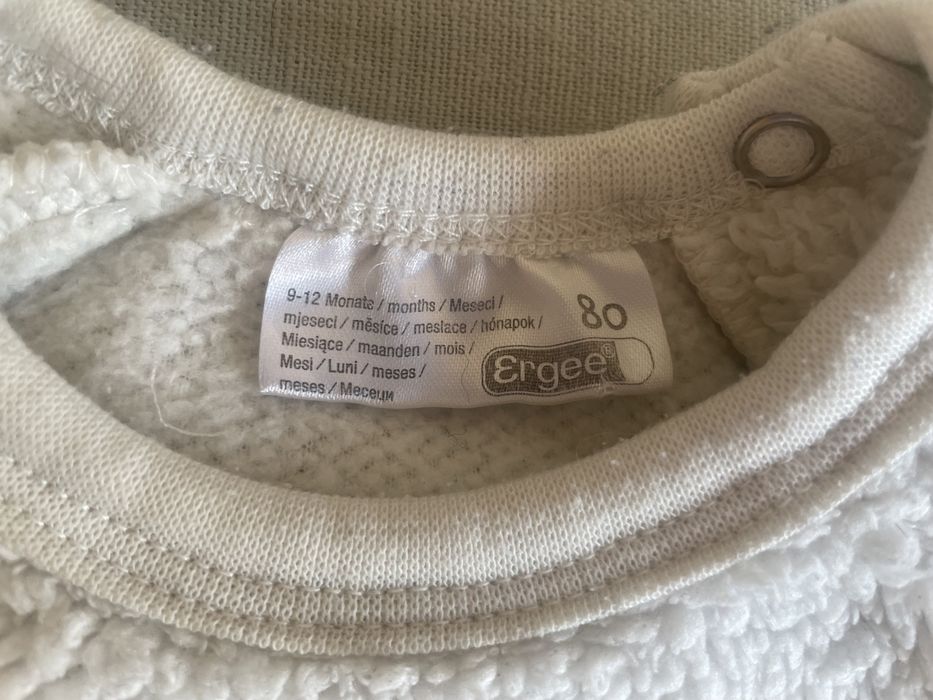 9-12 Monate / months / Meseci /
mjeseci / měsíce / mesiace / hónapok /
Miesiące / maanden / mois /
Mesi / Luni / meses /
meses / Месеци
80
ergee®